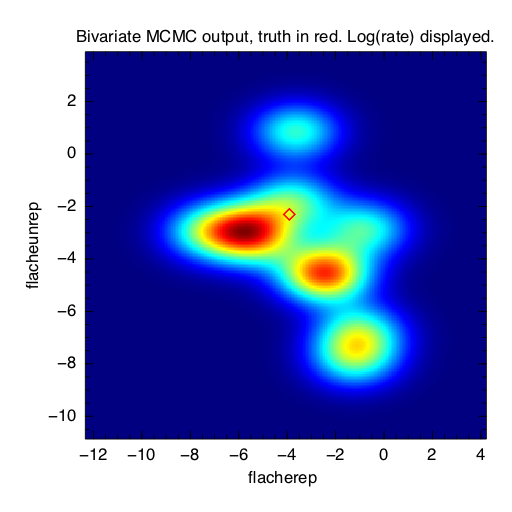 Bivariate MCMC output, truth in red. Log(rate) displayed.
2
0
−2
−4
−6
−8
−10
flacheunrep
−12 −10 −8 −6 −4 −2 0 2 4
flacherep